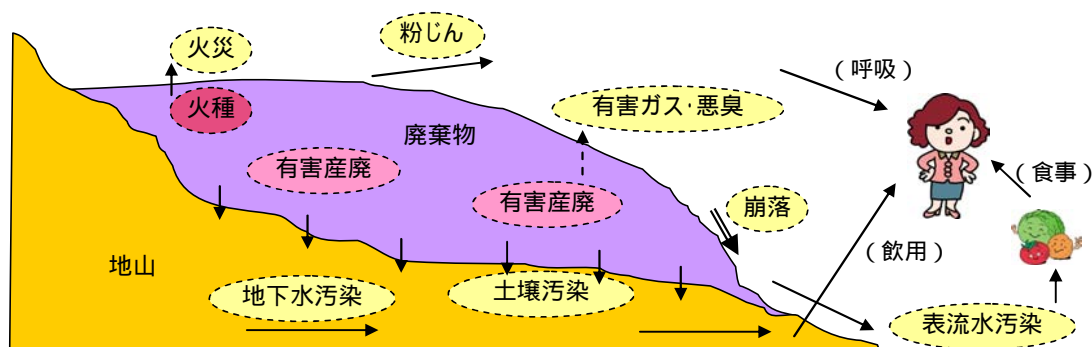 火災
粉じん
(呼吸)
火種
有害ガス・悪臭
廃棄物
有害産廃
有害産廃
(食事)
崩落
地山
(飲用)
地下水汚染
土壌汚染
表流水汚染